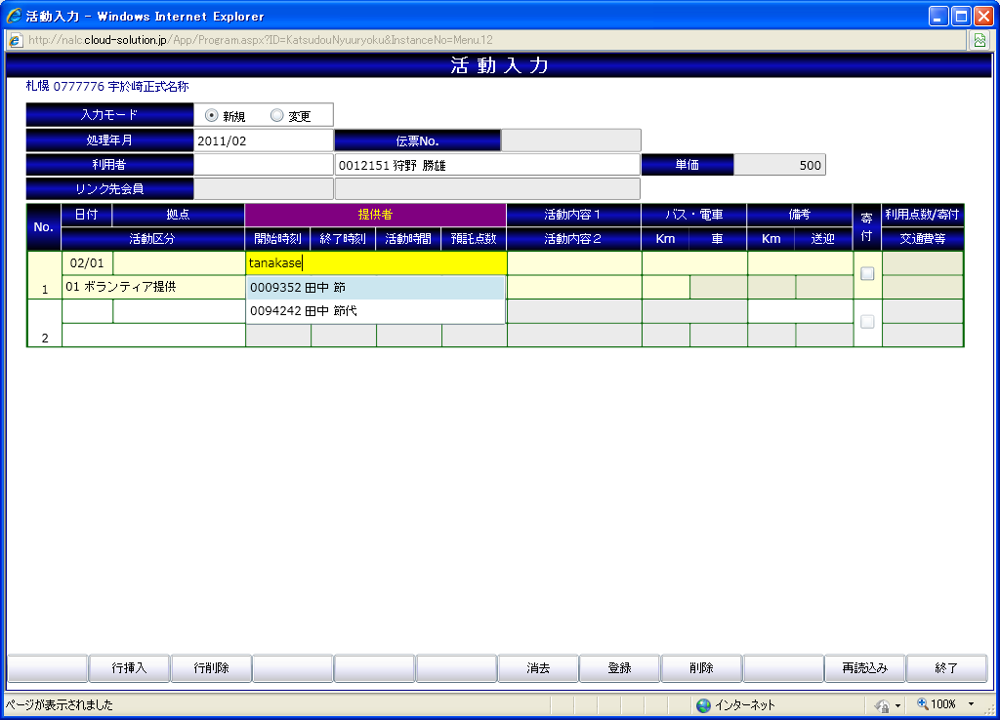 活動入力 - Windows Internet Explorer
http://nalc.cloud-solution.jp/App/Program.aspx?ID=KatsudouNyuuryoku&InstanceNo=Menu.12
活 動 入 力
札幌 0777776 宇於崎正式名称
入力モード 新規 変更
処理年月 2011/02 伝票No.
利用者 0012151 狩野 勝雄 単価 500
リンク先会員
No. 日付 拠点 提供者 活動内容1 バス・電車 備考 寄付 利用点数/寄付
活動区分 開始時刻 終了時刻 活動時間 預託点数 活動内容2 Km 車 Km 送迎 交通費等
02/01 tanakase
1 01 ボランティア提供 0009352 田中 節
0094242 田中 節代
2
行挿入 行削除 消去 登録 削除 再読込み 終了
ページが表示されました インターネット 100%